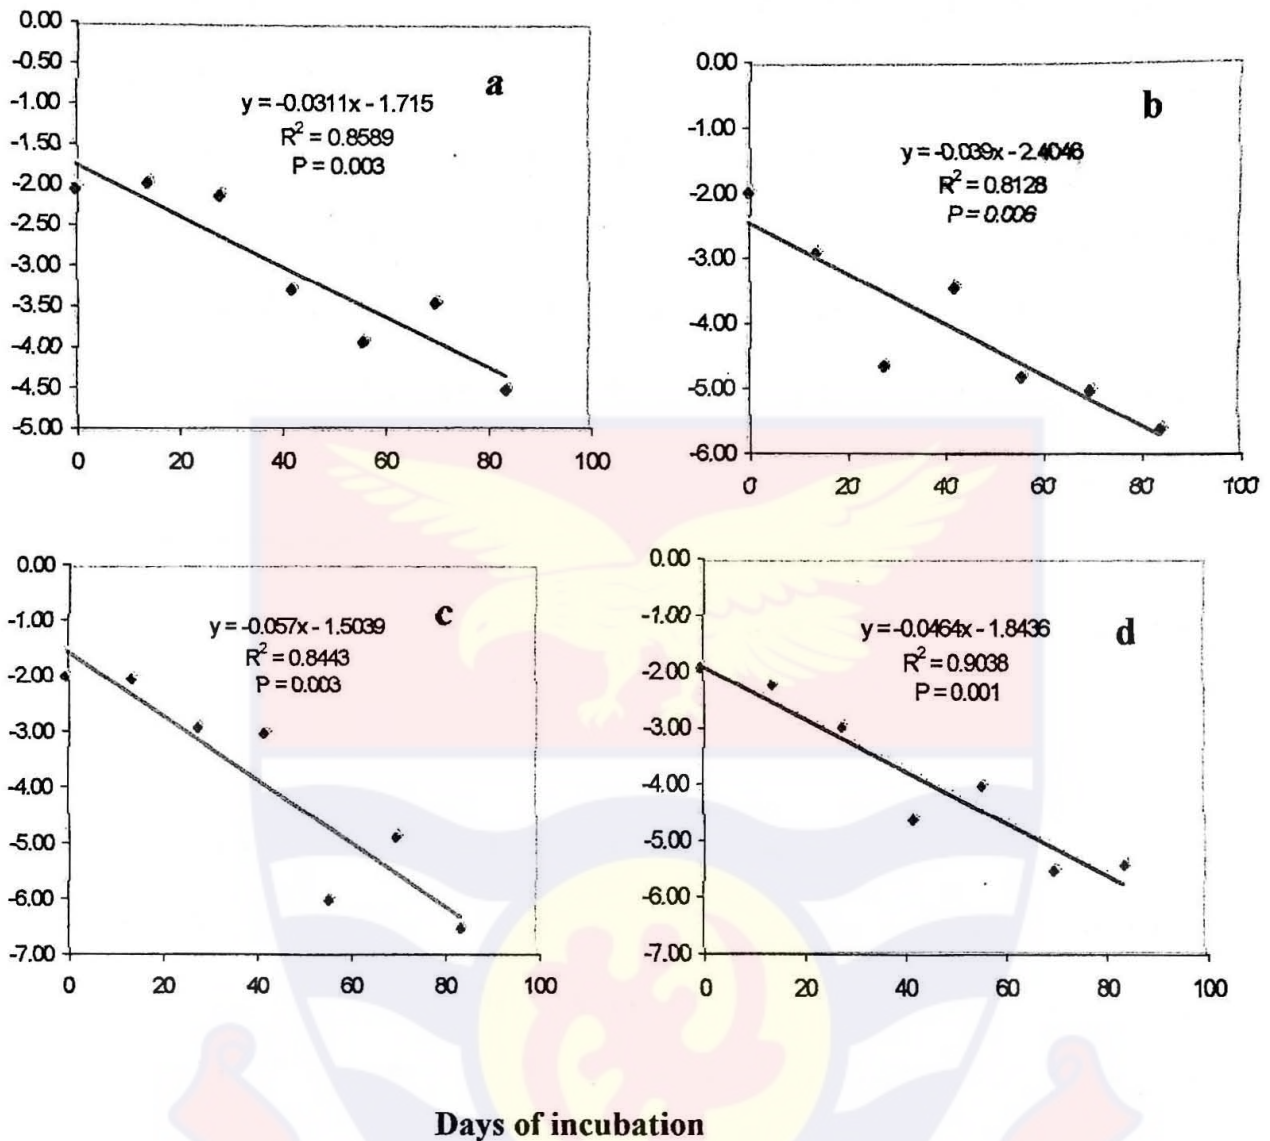 0.00
-0.50
-1.00
-1.50
-2.00
-2.50
-3.00
-3.50
-4.00
-4.50
-5.00
0 20 40 60 80 100
a
y = -0.0311x - 1.715
R² = 0.8589
P = 0.003
0.00
-1.00
-2.00
-3.00
-4.00
-5.00
-6.00
0 20 40 60 80 100
b
y = -0.039x - 2.4046
R² = 0.8128
P = 0.006
0.00
-1.00
-2.00
-3.00
-4.00
-5.00
-6.00
-7.00
0 20 40 60 80 100
c
y = -0.057x - 1.5039
R² = 0.8443
P = 0.003
0.00
-1.00
-2.00
-3.00
-4.00
-5.00
-6.00
-7.00
0 20 40 60 80 100
d
y = -0.0464x - 1.8436
R² = 0.9038
P = 0.001
Days of incubation